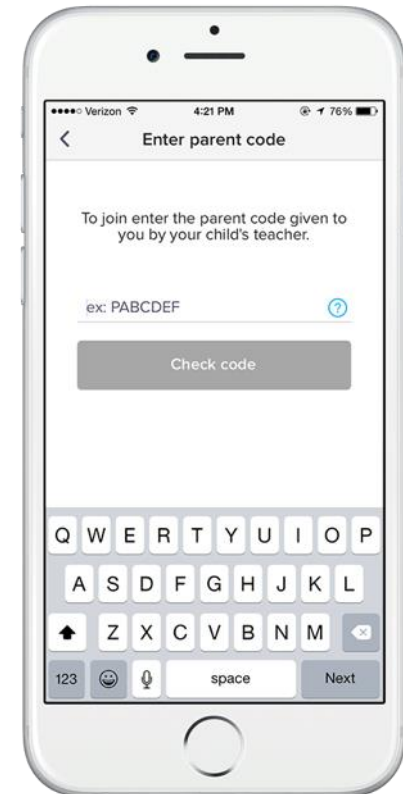 Verizon 4:21 PM 76%
Enter parent code
To join enter the parent code given to
you by your child's teacher.
ex: PABCDEF ?
Check code
Q W E R T Y U I O P
A S D F G H J K L
Z X C V B N M
123 space Next